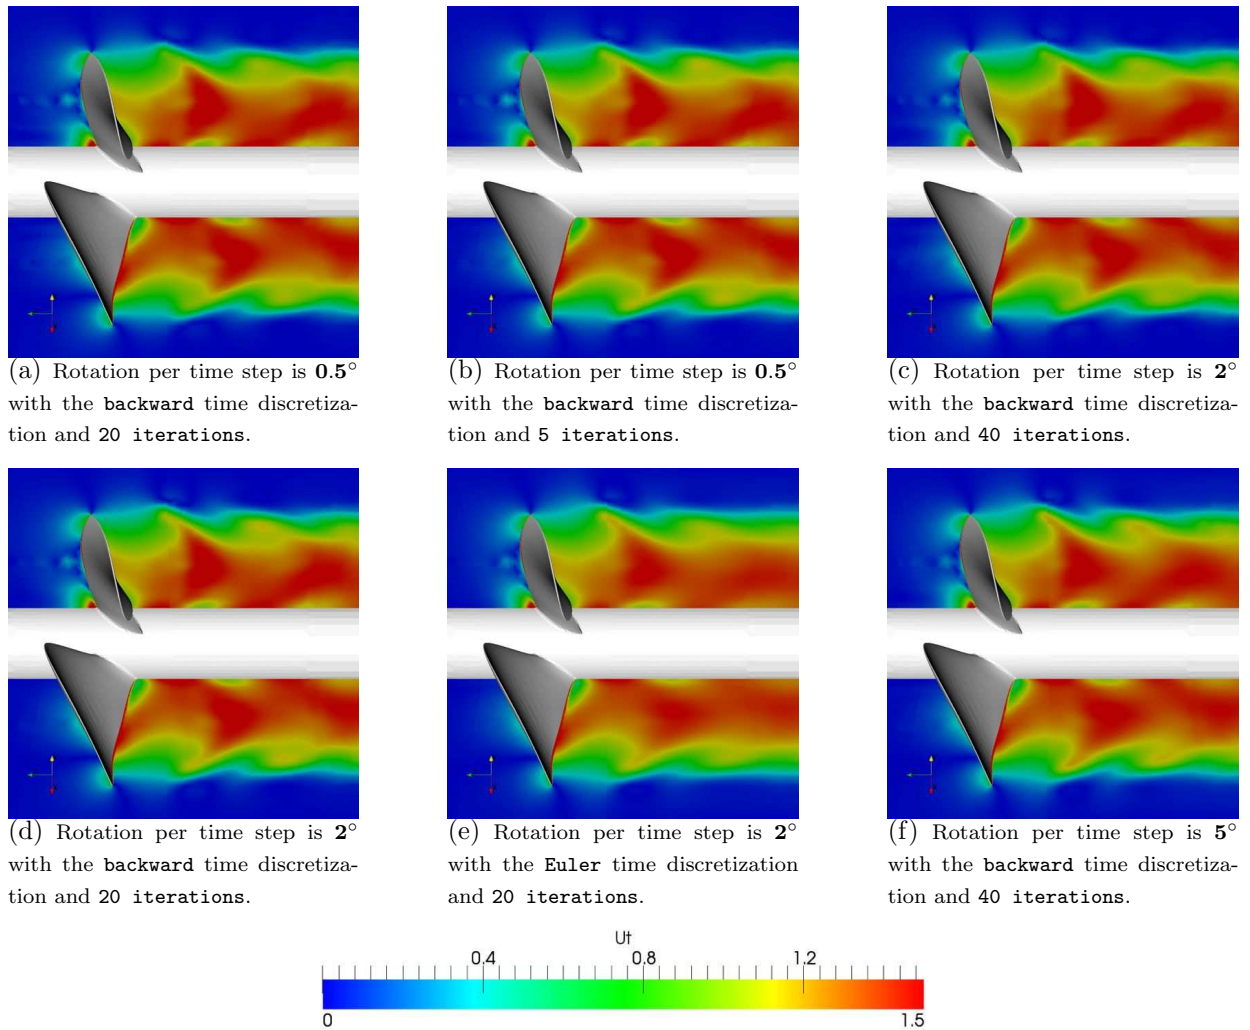 (a) Rotation per time step is 0.5°
with the backward time discretiza-
tion and 20 iterations.
(b) Rotation per time step is 0.5°
with the backward time discretiza-
tion and 5 iterations.
(c) Rotation per time step is 2°
with the backward time discretiza-
tion and 40 iterations.
(d) Rotation per time step is 2°
with the backward time discretiza-
tion and 20 iterations.
(e) Rotation per time step is 2°
with the Euler time discretization
and 20 iterations.
(f) Rotation per time step is 5°
with the backward time discretiza-
tion and 40 iterations.
Ut
0.4 0.8 1.2
0 1.5